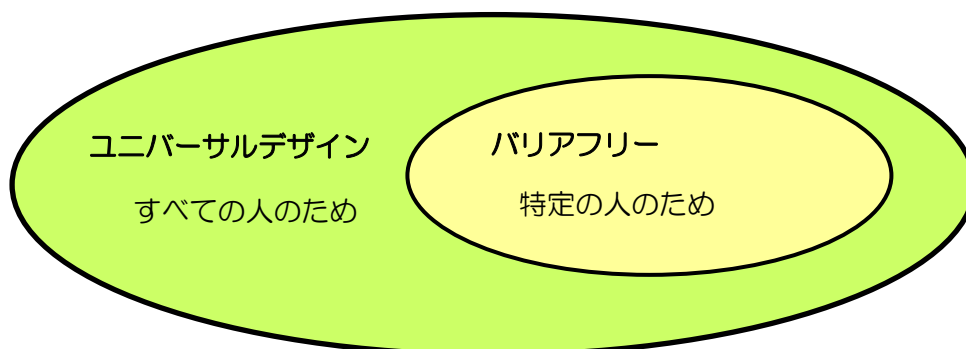 ユニバーサルデザイン
すべての人のため
バリアフリー
特定の人のため